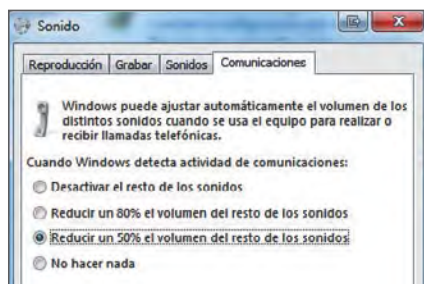 Sonido
Reproducción Grabar Sonidos Comunicaciones
Windows puede ajustar automáticamente el volumen de los
distintos sonidos cuando se usa el equipo para realizar o
recibir llamadas telefónicas.
Cuando Windows detecta actividad de comunicaciones:
Desactivar el resto de los sonidos
Reducir un 80% el volumen del resto de los sonidos
Reducir un 50% el volumen del resto de los sonidos
No hacer nada